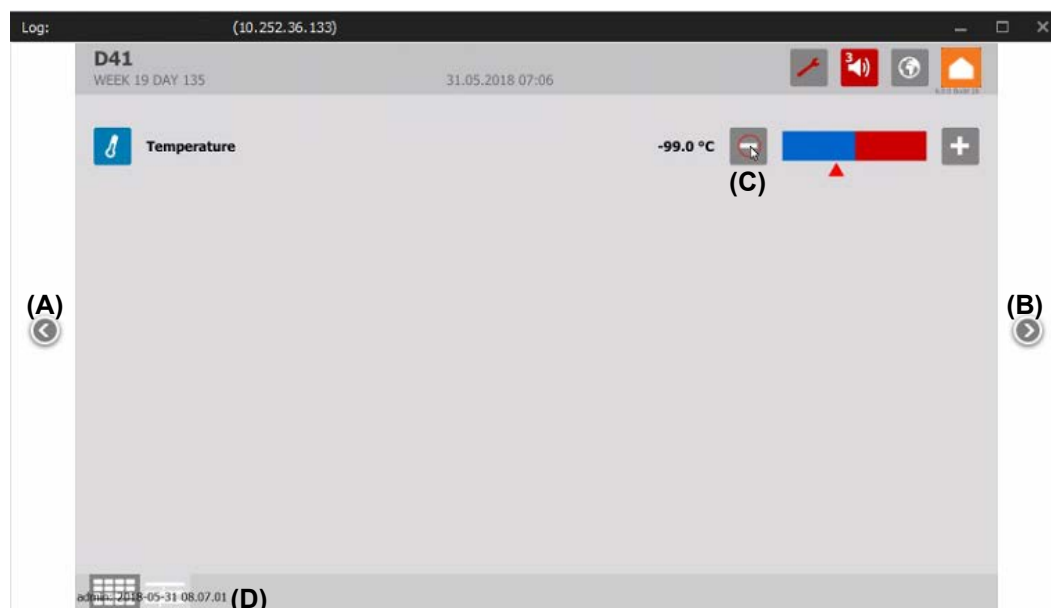 Log: (10.252.36.133)
D41
WEEK 19 DAY 135
31.05.2018 07:06
3
Temperature
-99.0 °C
(C)
(A)
(B)
admin: 2018-05-31 08.07.01 (D)